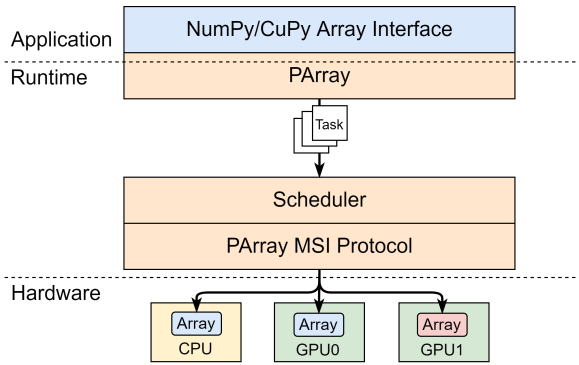 NumPy/CuPy Array Interface
Application
Runtime
PArray
Task
Scheduler
PArray MSI Protocol
Hardware
Array Array Array
CPU GPU0 GPU1